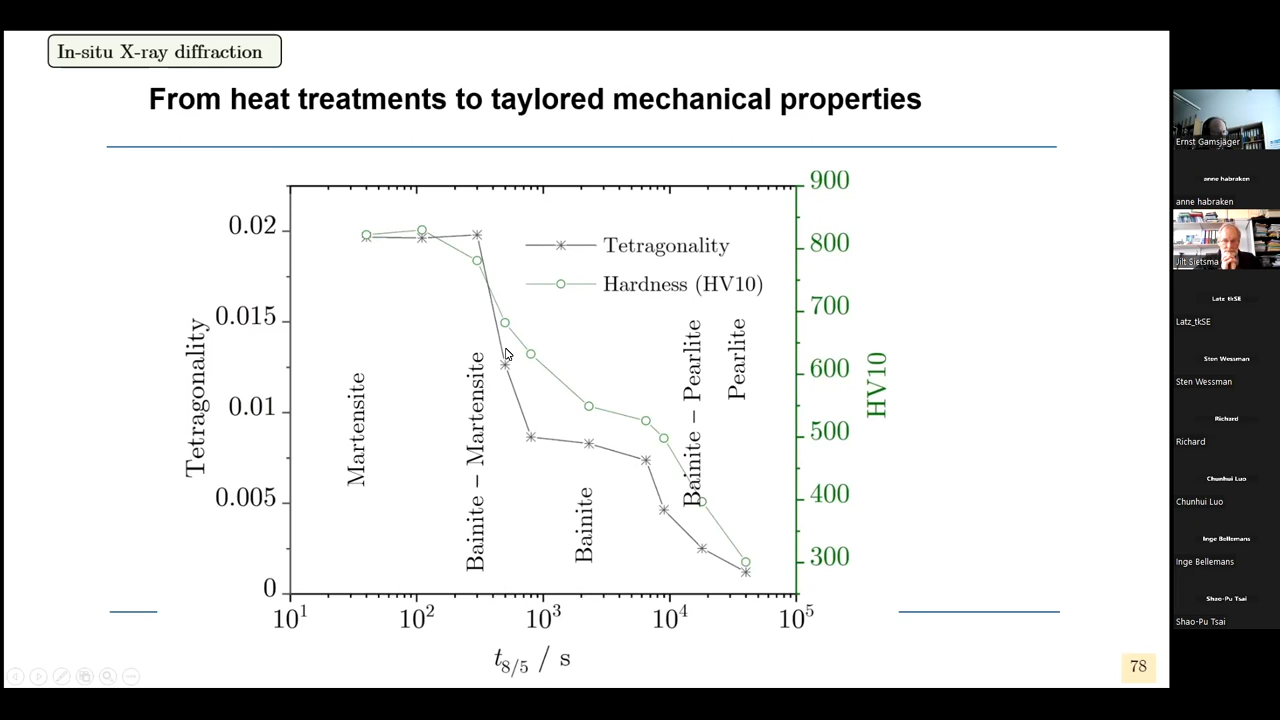 In-situ X-ray diffraction
From heat treatments to taylored mechanical properties
Tetragonality
0.02
0.015
0.01
0.005
0
10¹
10²
10³
10⁴
10⁵
t8/5 / s
900
800
700
600
500
400
300
HV10
Tetragonality
Hardness (HV10)
Martensite
Bainite – Martensite
Bainite
Bainite – Pearlite
Pearlite
78
Ernst Gamsjäger
anne habraken
anne habraken
Jilt Sietsma
Latz_tkSE
Latz_tkSE
Sten Wessman
Sten Wessman
Richard
Richard
Chunhui Luo
Chunhui Luo
Inge Bellemans
Inge Bellemans
Shao-Pu Tsai
Shao-Pu Tsai